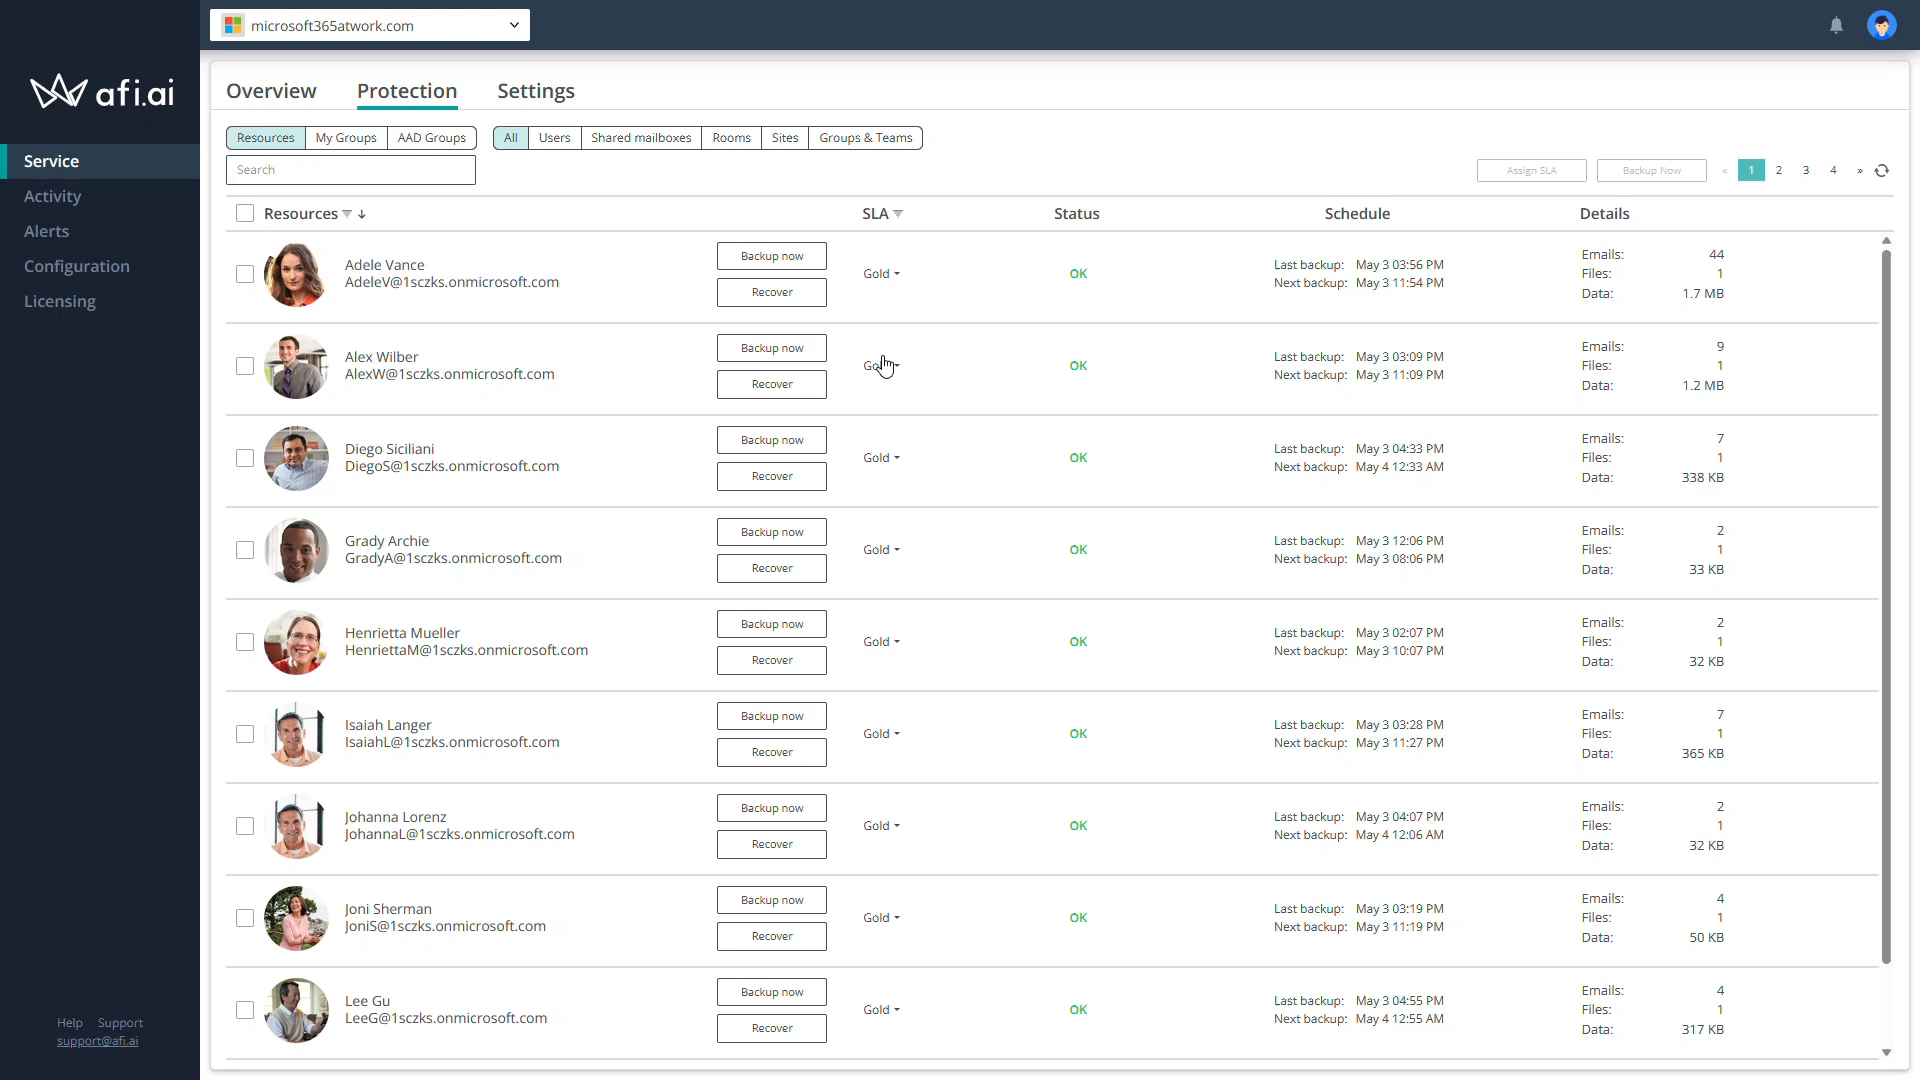 microsoft365atwork.com
afi.ai
Service
Activity
Alerts
Configuration
Licensing
Help Support
support@afi.ai
Overview Protection Settings
Resources My Groups AAD Groups All Users Shared mailboxes Rooms Sites Groups & Teams
Search
Assign SLA Backup Now « 1 2 3 4 »
Resources SLA Status Schedule Details
Adele Vance
AdeleV@1sczks.onmicrosoft.com
Backup now
Recover
Gold
OK
Last backup: May 3 03:56 PM
Next backup: May 3 11:54 PM
Emails: 44
Files: 1
Data: 1.7 MB
Alex Wilber
AlexW@1sczks.onmicrosoft.com
Backup now
Recover
OK
Last backup: May 3 03:09 PM
Next backup: May 3 11:09 PM
Emails: 9
Files: 1
Data: 1.2 MB
Diego Siciliani
DiegoS@1sczks.onmicrosoft.com
Backup now
Recover
Gold
OK
Last backup: May 3 04:33 PM
Next backup: May 4 12:33 AM
Emails: 7
Files: 1
Data: 338 KB
Grady Archie
GradyA@1sczks.onmicrosoft.com
Backup now
Recover
Gold
OK
Last backup: May 3 12:06 PM
Next backup: May 3 08:06 PM
Emails: 2
Files: 1
Data: 33 KB
Henrietta Mueller
HenriettaM@1sczks.onmicrosoft.com
Backup now
Recover
Gold
OK
Last backup: May 3 02:07 PM
Next backup: May 3 10:07 PM
Emails: 2
Files: 1
Data: 32 KB
Isaiah Langer
IsaiahL@1sczks.onmicrosoft.com
Backup now
Recover
Gold
OK
Last backup: May 3 03:28 PM
Next backup: May 3 11:27 PM
Emails: 7
Files: 1
Data: 365 KB
Johanna Lorenz
JohannaL@1sczks.onmicrosoft.com
Backup now
Recover
Gold
OK
Last backup: May 3 04:07 PM
Next backup: May 4 12:06 AM
Emails: 2
Files: 1
Data: 32 KB
Joni Sherman
JoniS@1sczks.onmicrosoft.com
Backup now
Recover
Gold
OK
Last backup: May 3 03:19 PM
Next backup: May 3 11:19 PM
Emails: 4
Files: 1
Data: 50 KB
Lee Gu
LeeG@1sczks.onmicrosoft.com
Backup now
Recover
Gold
OK
Last backup: May 3 04:55 PM
Next backup: May 4 12:55 AM
Emails: 4
Files: 1
Data: 317 KB